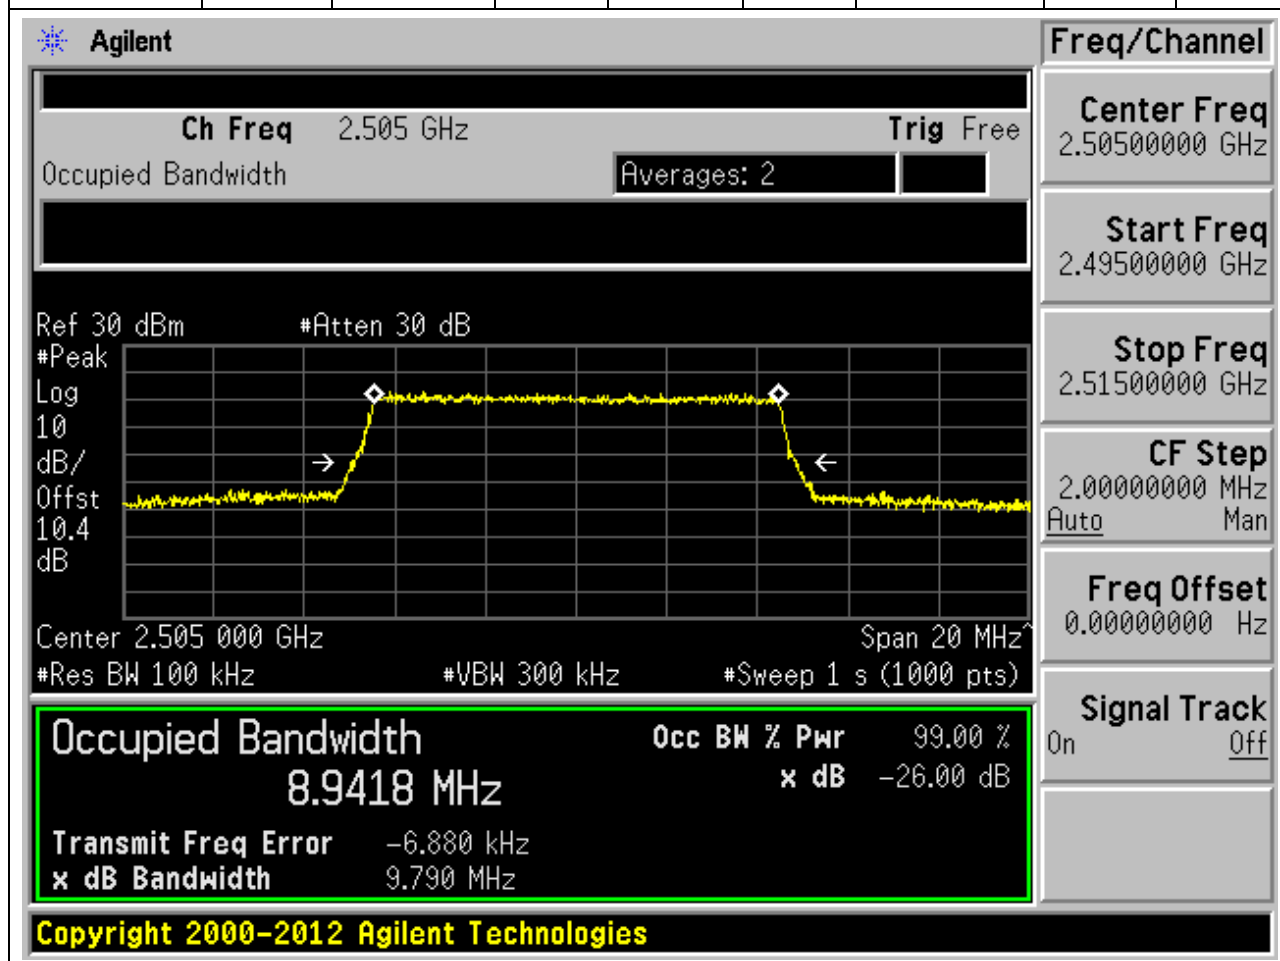 Agilent
Freq/Channel
Ch Freq 2.505 GHz Trig Free
Occupied Bandwidth Averages: 2
Ref 30 dBm #Atten 30 dB
#Peak
Log
10
dB/
Offst
10.4
dB
Center 2.505 000 GHz Span 20 MHz^
#Res BW 100 kHz #VBW 300 kHz #Sweep 1 s (1000 pts)
Occupied Bandwidth
8.9418 MHz
Occ BW % Pwr 99.00 %
x dB -26.00 dB
Transmit Freq Error -6.880 kHz
x dB Bandwidth 9.790 MHz
Copyright 2000-2012 Agilent Technologies
Center Freq
2.50500000 GHz
Start Freq
2.49500000 GHz
Stop Freq
2.51500000 GHz
CF Step
2.00000000 MHz
Auto Man
Freq Offset
0.00000000 Hz
Signal Track
On Off